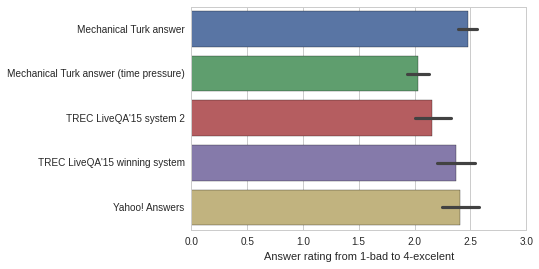 Mechanical Turk answer
Mechanical Turk answer (time pressure)
TREC LiveQA'15 system 2
TREC LiveQA'15 winning system
Yahoo! Answers
0.0 0.5 1.0 1.5 2.0 2.5 3.0
Answer rating from 1-bad to 4-excelent